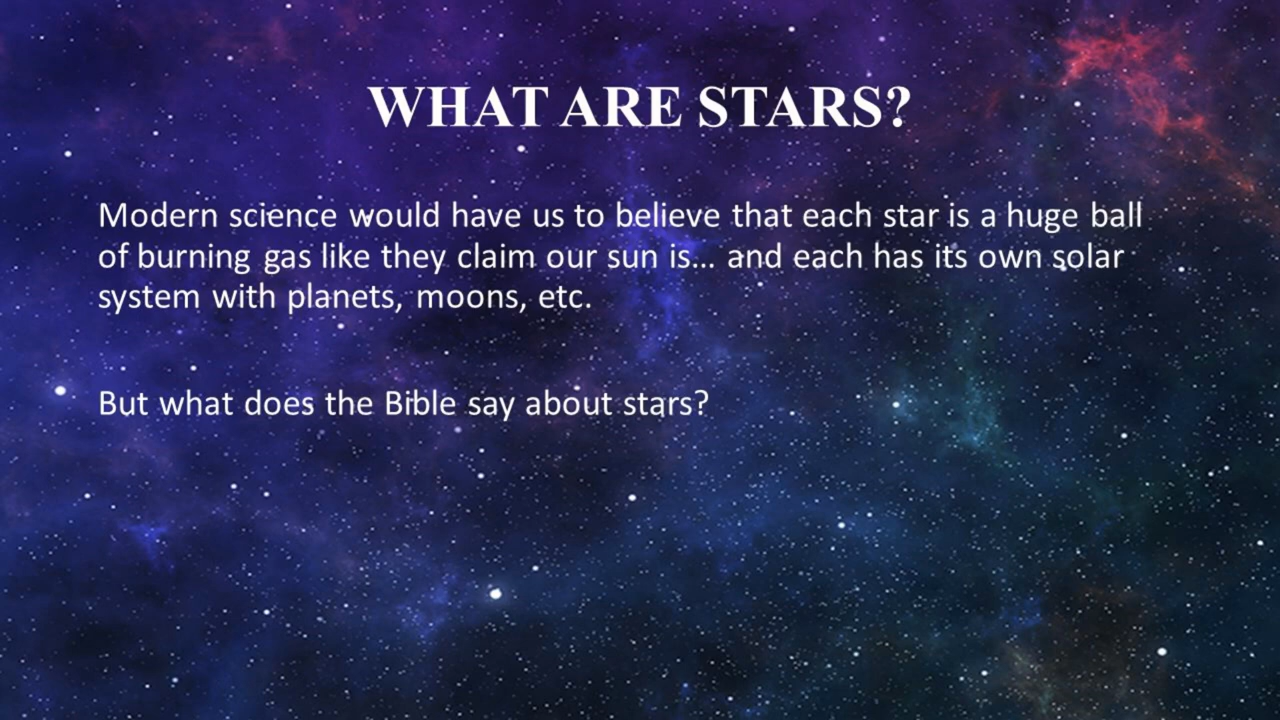 WHAT ARE STARS?
Modern science would have us to believe that each star is a huge ball
of burning gas like they claim our sun is... and each has its own solar
system with planets, moons, etc.
But what does the Bible say about stars?